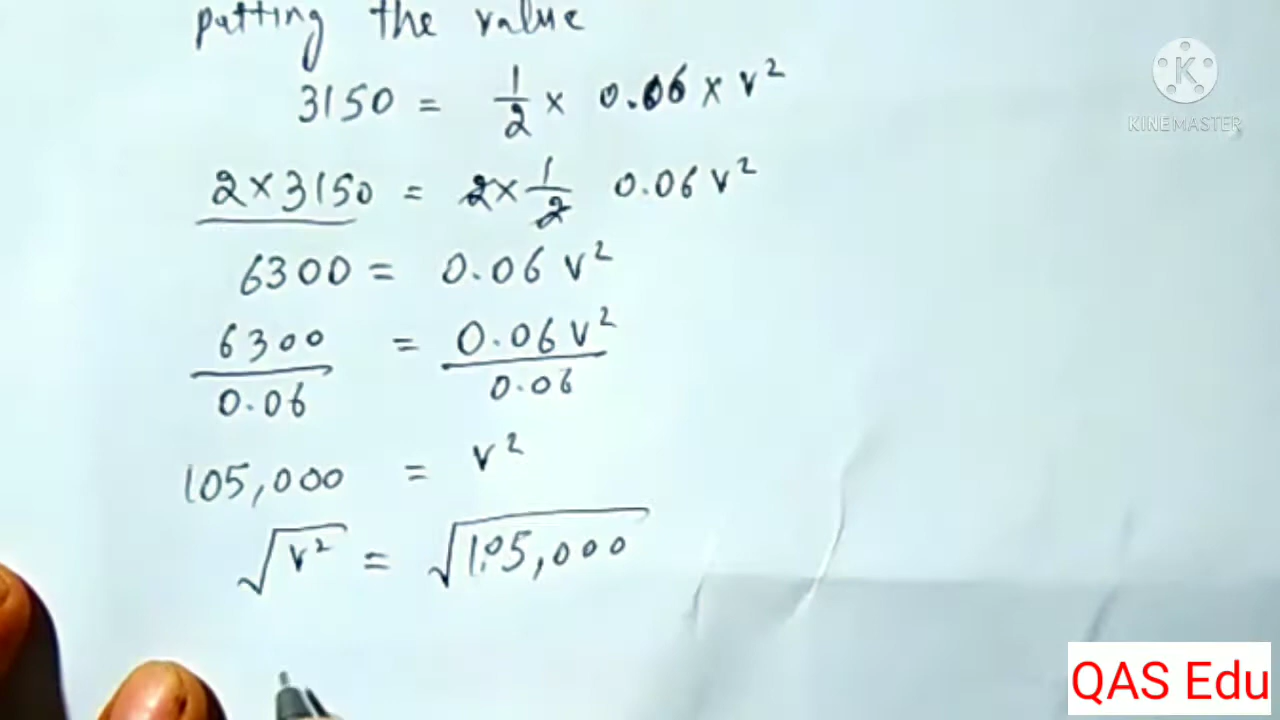 putting the value
3150 = 1/2 × 0.06 × v²
2 × 3150 = 2 × 1/2 0.06 v²
6300 = 0.06 v²
6300/0.06 = 0.06 v²/0.06
105,000 = v²
√v² = √105,000
K
KINEMASTER
QAS Edu